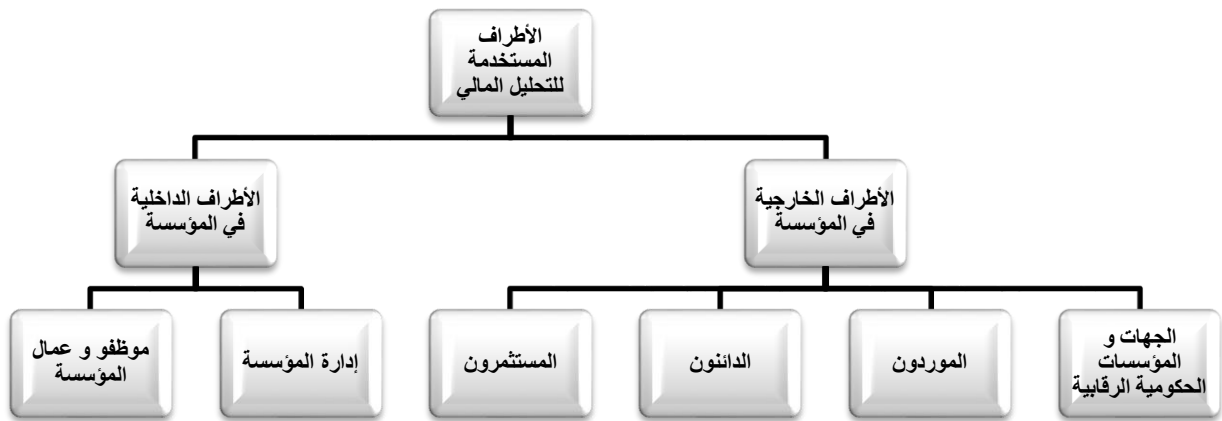 الأطراف
المستخدمة
للتحليل المالي
الأطراف الخارجية
في المؤسسة
الأطراف الداخلية
في المؤسسة
الجهات و
المؤسسات
الحكومية الرقابية
الموردون
الدائنون
المستثمرون
إدارة المؤسسة
موظفو و عمال
المؤسسة